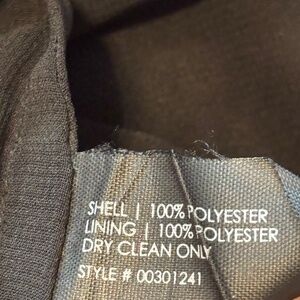 SHELL | 100% POLYESTER
LINING | 100% POLYESTER
DRY CLEAN ONLY
STYLE # 00301241